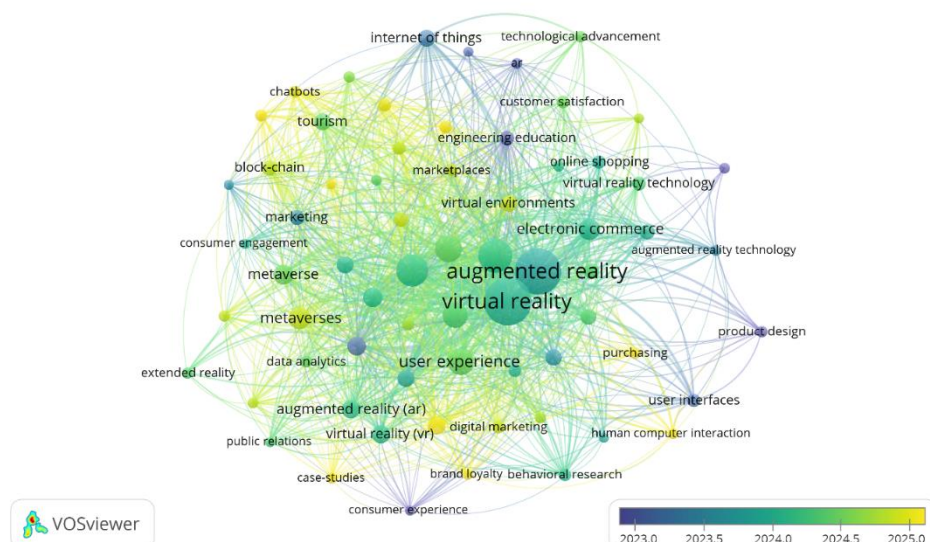 internet of things
technological advancement
ar
chatbots
customer satisfaction
tourism
engineering education
online shopping
block-chain
marketplaces
virtual reality technology
virtual environments
marketing
electronic commerce
consumer engagement
augmented reality technology
metaverse
augmented reality
virtual reality
metaverses
product design
purchasing
data analytics
user experience
extended reality
user interfaces
augmented reality (ar)
digital marketing
virtual reality (vr)
human computer interaction
public relations
case-studies
brand loyalty
behavioral research
consumer experience
VOSviewer
2023.0 2023.5 2024.0 2024.5 2025.0